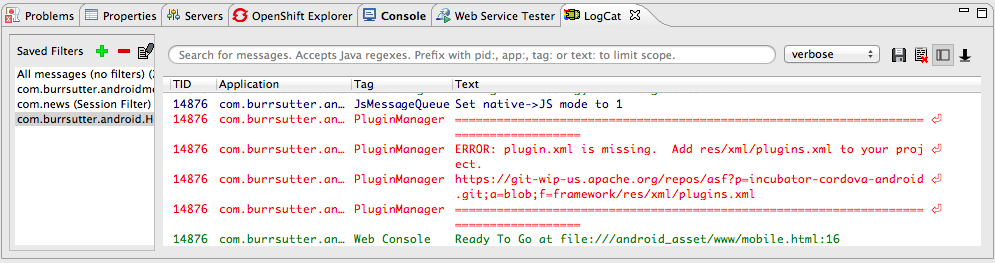 Problems Properties Servers OpenShift Explorer Console Web Service Tester LogCat
Saved Filters
All messages (no filters) (
com.burrsutter.androidme
com.news (Session Filter)
com.burrsutter.android.H
Search for messages. Accepts Java regexes. Prefix with pid:, app:, tag: or text: to limit scope.
verbose
TID Application Tag Text
14876 com.burrsutter.an... JsMessageQueue Set native->JS mode to 1
14876 com.burrsutter.an... PluginManager ===================================================================
==================
14876 com.burrsutter.an... PluginManager ERROR: plugin.xml is missing.  Add res/xml/plugins.xml to your proj
ect.
14876 com.burrsutter.an... PluginManager https://git-wip-us.apache.org/repos/asf?p=incubator-cordova-android
.git;a=blob;f=framework/res/xml/plugins.xml
14876 com.burrsutter.an... PluginManager ===================================================================
==================
14876 com.burrsutter.an... Web Console Ready To Go at file:///android_asset/www/mobile.html:16